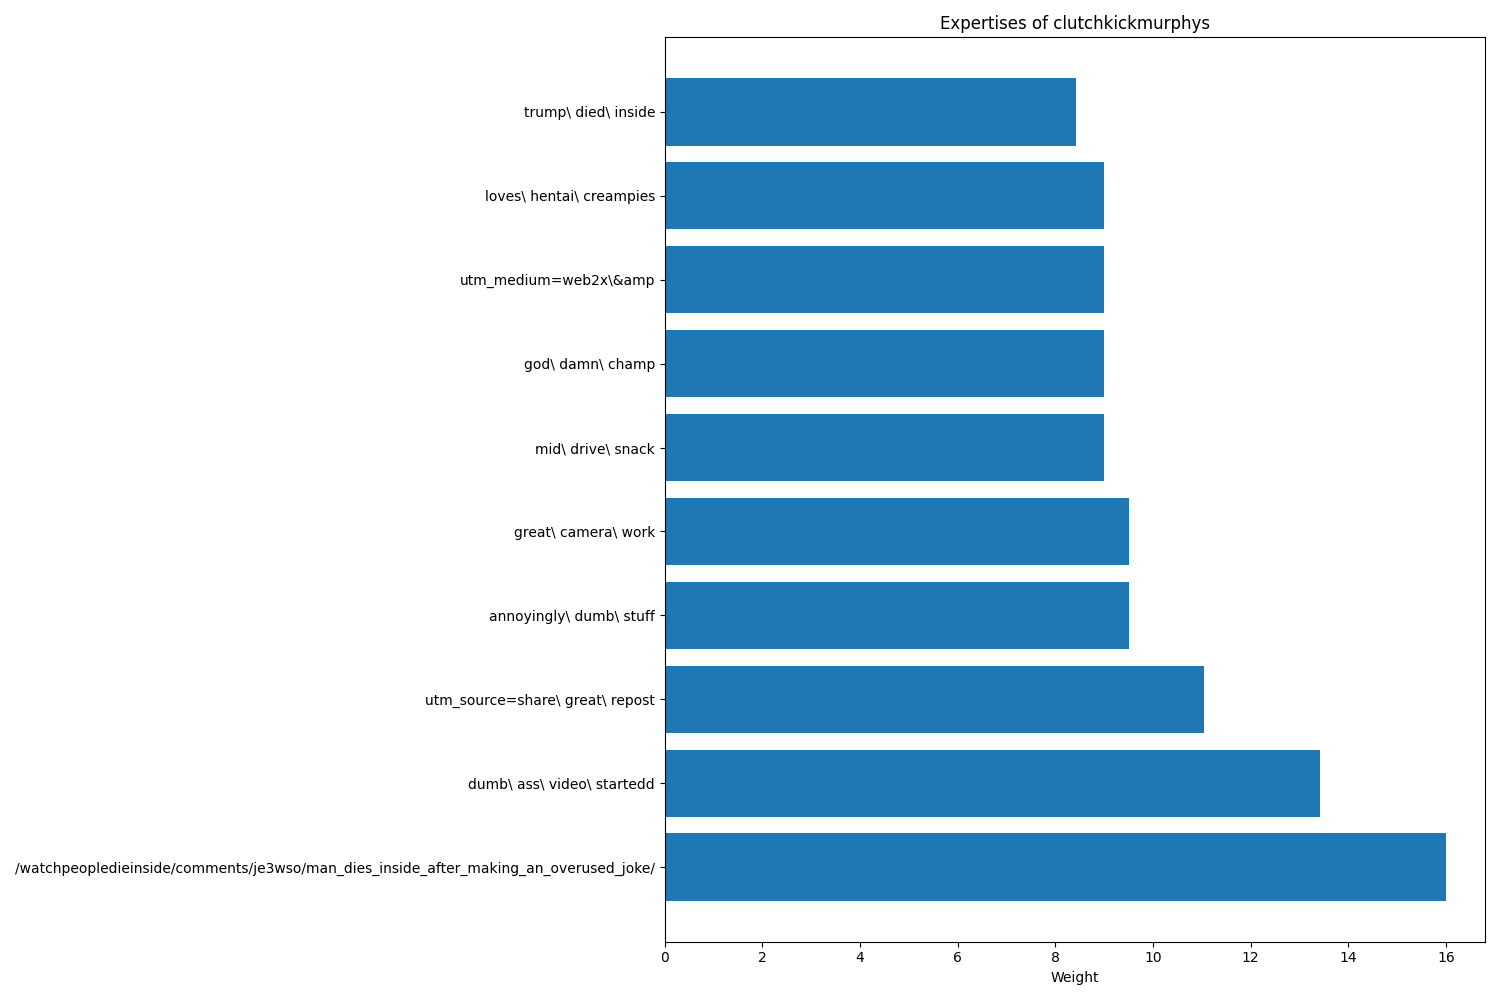 Expertises of clutchkickmurphys
trump\ died\ inside
loves\ hentai\ creampies
utm_medium=web2x\&amp
god\ damn\ champ
mid\ drive\ snack
great\ camera\ work
annoyingly\ dumb\ stuff
utm_source=share\ great\ repost
dumb\ ass\ video\ startedd
/watchpeopledieinside/comments/je3wso/man_dies_inside_after_making_an_overused_joke/
0 2 4 6 8 10 12 14 16
Weight